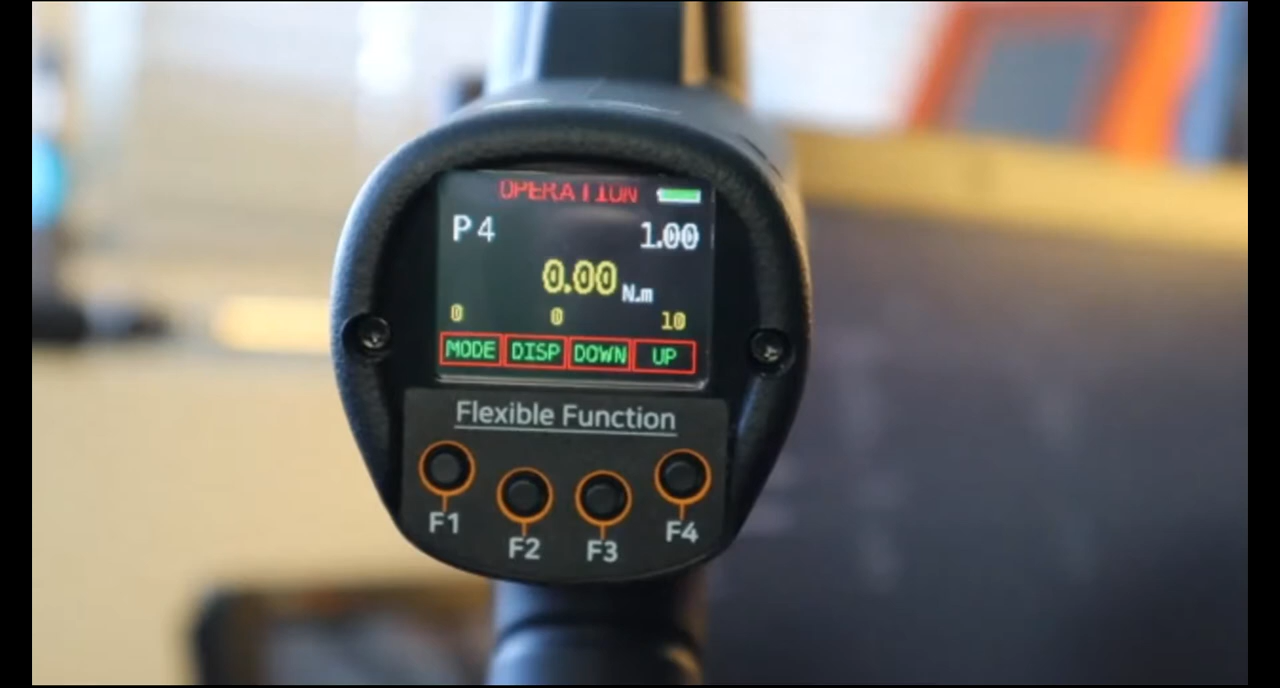 OPERATION
P4 1.00
0.00 N.m
0 0 10
MODE DISP DOWN UP
Flexible Function
F1 F2 F3 F4